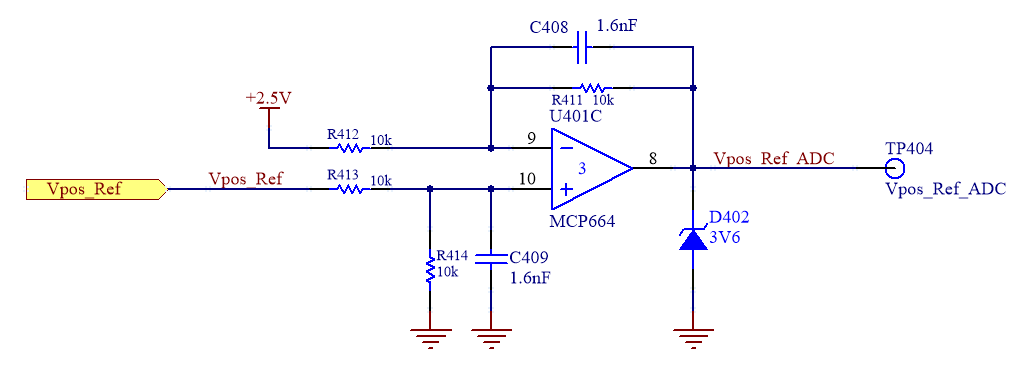 C408 1.6nF
R411 10k
U401C
+2.5V
R412 10k
9
−
3
8
Vpos_Ref_ADC
TP404
Vpos_Ref_ADC
Vpos_Ref
Vpos_Ref
R413 10k
10
+
MCP664
D402
3V6
R414
10k
C409
1.6nF